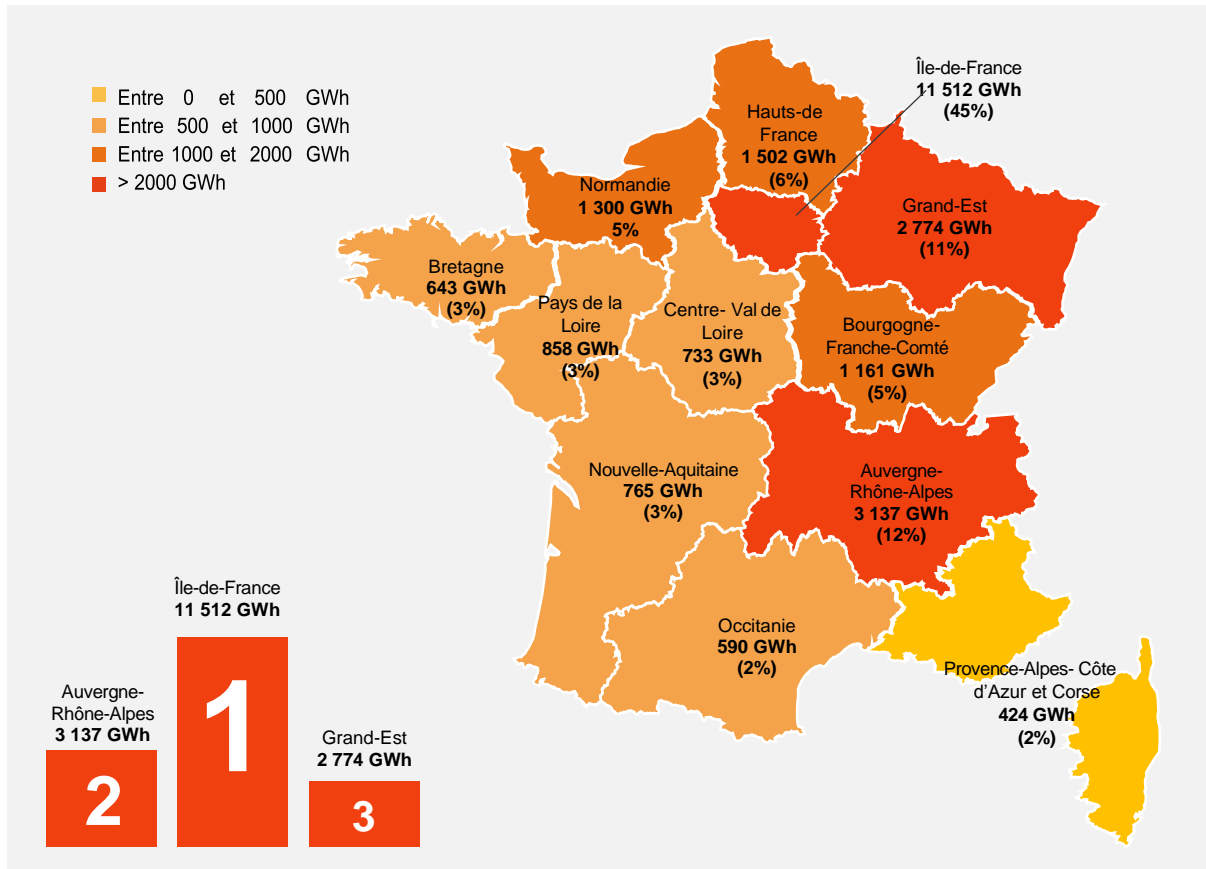 Entre 0 et 500 GWh
Entre 500 et 1000 GWh
Entre 1000 et 2000 GWh
> 2000 GWh
Île-de-France
11 512 GWh
(45%)
Hauts-de
France
1 502 GWh
(6%)
Normandie
1 300 GWh
5%
Grand-Est
2 774 GWh
(11%)
Bretagne
643 GWh
(3%)
Pays de la
Loire
858 GWh
(3%)
Centre- Val de
Loire
733 GWh
(3%)
Bourgogne-
Franche-Comté
1 161 GWh
(5%)
Nouvelle-Aquitaine
765 GWh
(3%)
Auvergne-
Rhône-Alpes
3 137 GWh
(12%)
Occitanie
590 GWh
(2%)
Provence-Alpes- Côte
d'Azur et Corse
424 GWh
(2%)
Île-de-France
11 512 GWh
1
Auvergne-
Rhône-Alpes
3 137 GWh
2
Grand-Est
2 774 GWh
3